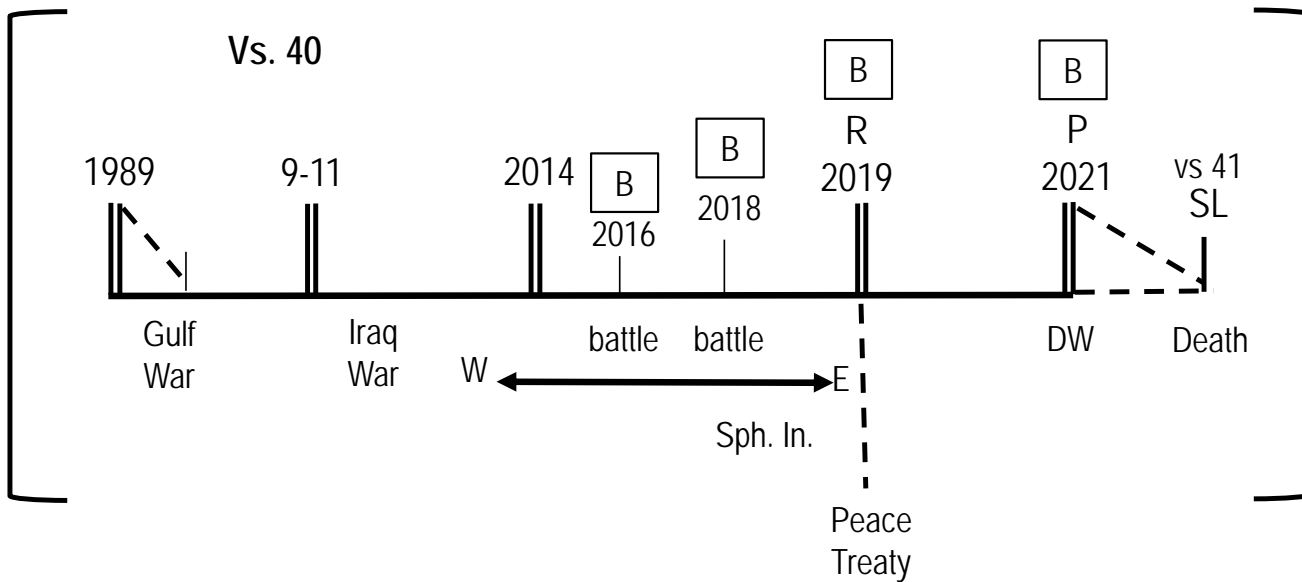 Vs. 40
B
B
R
P
B
B
1989
9-11
2014
2016
2018
2019
2021
vs 41
SL
Gulf
War
Iraq
War
battle
battle
DW
Death
W
E
Sph. In.
Peace
Treaty